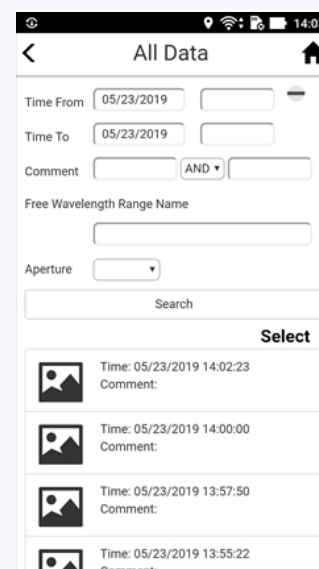 14:0
All Data
Time From 05/23/2019
Time To 05/23/2019
Comment AND
Free Wavelength Range Name
Aperture
Search
Select
Time: 05/23/2019 14:02:23
Comment:
Time: 05/23/2019 14:00:00
Comment:
Time: 05/23/2019 13:57:50
Comment:
Time: 05/23/2019 13:55:22
Comment: